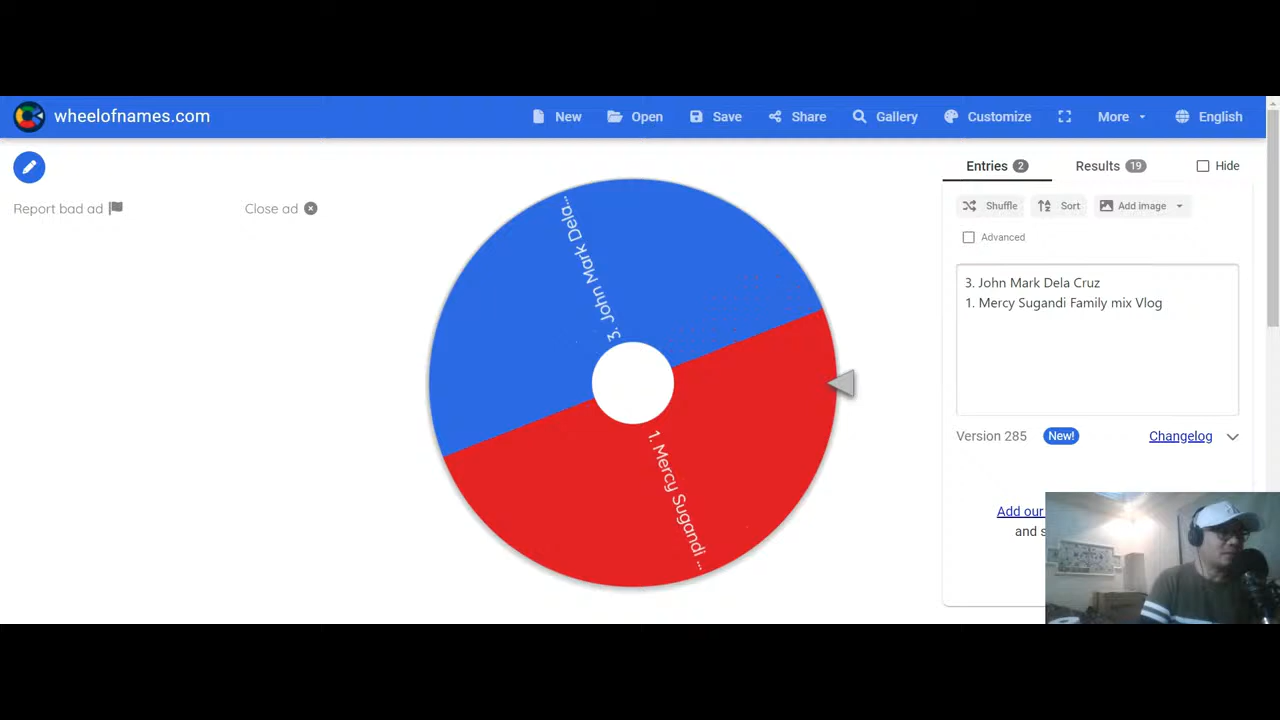 wheelofnames.com
New
Open
Save
Share
Gallery
Customize
More
English
Report bad ad
Close ad
Entries 2
Results 19
Hide
Shuffle
Sort
Add image
Advanced
3. John Mark Dela Cruz
1. Mercy Sugandi Family mix Vlog
3. John Mark Dela...
1. Mercy Sugandi ...
Version 285
New!
Changelog
Add our
and s